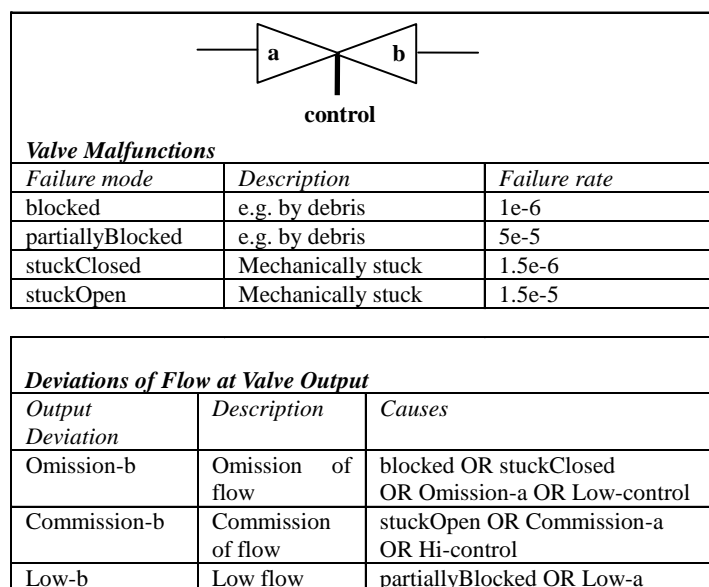 a b
control
Valve Malfunctions
Failure mode Description Failure rate
blocked e.g. by debris 1e-6
partiallyBlocked e.g. by debris 5e-5
stuckClosed Mechanically stuck 1.5e-6
stuckOpen Mechanically stuck 1.5e-5
Deviations of Flow at Valve Output
Output Description Causes
Deviation
Omission-b Omission of blocked OR stuckClosed
flow OR Omission-a OR Low-control
Commission-b Commission stuckOpen OR Commission-a
of flow OR Hi-control
Low-b Low flow partiallyBlocked OR Low-a